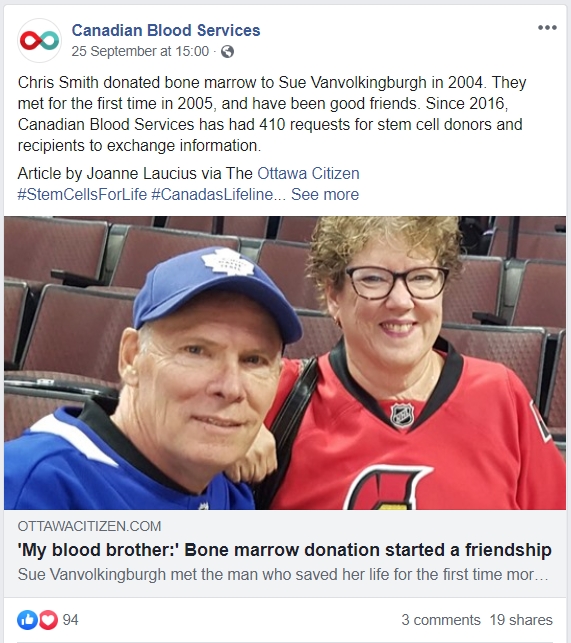 Canadian Blood Services
25 September at 15:00 ·
Chris Smith donated bone marrow to Sue Vanvolkingburgh in 2004. They
met for the first time in 2005, and have been good friends. Since 2016,
Canadian Blood Services has had 410 requests for stem cell donors and
recipients to exchange information.
Article by Joanne Laucius via The Ottawa Citizen
#StemCellsForLife #CanadasLifeline... See more
NHL
OTTAWACITIZEN.COM
'My blood brother:' Bone marrow donation started a friendship
Sue Vanvolkingburgh met the man who saved her life for the first time mor...
94
3 comments 19 shares